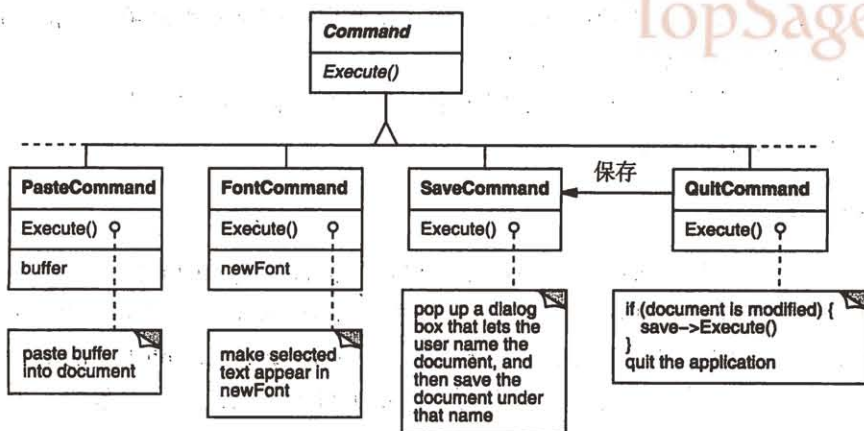 TopSage
Command
Execute()
PasteCommand
Execute()
buffer
FontCommand
Execute()
newFont
SaveCommand
Execute()
保存
QuitCommand
Execute()
paste buffer
into document
make selected
text appear in
newFont
pop up a dialog
box that lets the
user name the
document, and
then save the
document under
that name
if (document is modified) {
save->Execute()
}
quit the application